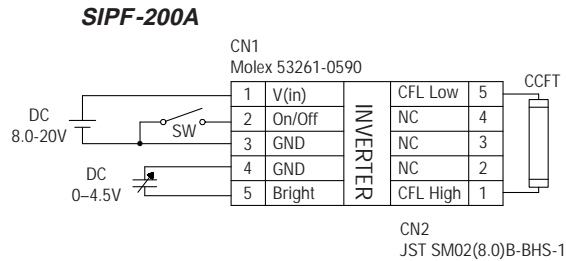 SIPF-200A
CN1
Molex 53261-0590
1 V(in) CFL Low 5 CCFT
DC 8.0-20V SW 2 On/Off NC 4
3 GND INVERTER NC 3
DC 0–4.5V 4 GND NC 2
5 Bright CFL High 1
CN2
JST SM02(8.0)B-BHS-1